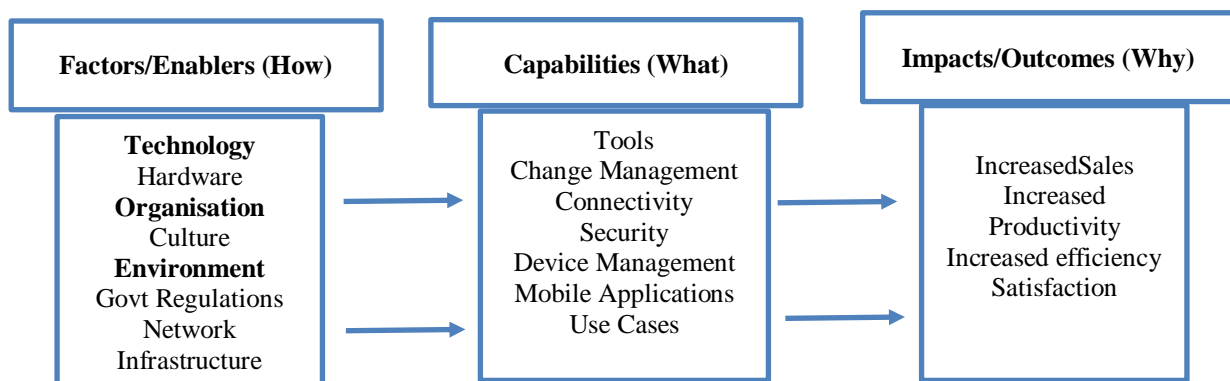 Factors/Enablers (How)
Technology
Hardware
Organisation
Culture
Environment
Govt Regulations
Network
Infrastructure
Capabilities (What)
Tools
Change Management
Connectivity
Security
Device Management
Mobile Applications
Use Cases
Impacts/Outcomes (Why)
IncreasedSales
Increased
Productivity
Increased efficiency
Satisfaction